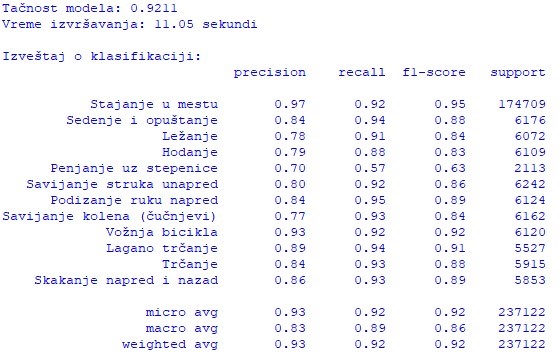 Tačnost modela: 0.9211
Vreme izvršavanja: 11.05 sekundi
Izveštaj o klasifikaciji:
precision recall f1-score support
Stajanje u mestu 0.97 0.92 0.95 174709
Sedenje i opuštanje 0.84 0.94 0.88 6176
Ležanje 0.78 0.91 0.84 6072
Hodanje 0.79 0.88 0.83 6109
Penjanje uz stepenice 0.70 0.57 0.63 2113
Savijanje struka unapred 0.80 0.92 0.86 6242
Podizanje ruku napred 0.84 0.95 0.89 6124
Savijanje kolena (čučnjevi) 0.77 0.93 0.84 6162
Vožnja bicikla 0.93 0.92 0.92 6120
Lagano trčanje 0.89 0.94 0.91 5527
Trčanje 0.84 0.93 0.88 5915
Skakanje napred i nazad 0.86 0.93 0.89 5853
micro avg 0.93 0.92 0.92 237122
macro avg 0.83 0.89 0.86 237122
weighted avg 0.93 0.92 0.92 237122